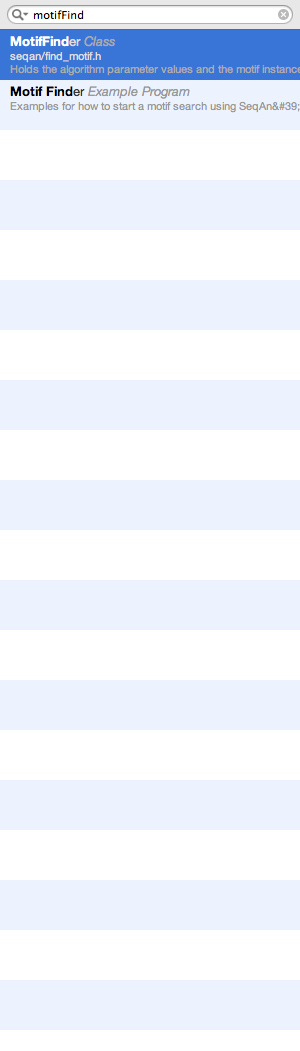 motifFind
MotifFinder Class
seqan/find_motif.h
Holds the algorithm parameter values and the motif instance
Motif Finder Example Program
Examples for how to start a motif search using SeqAn&#39;